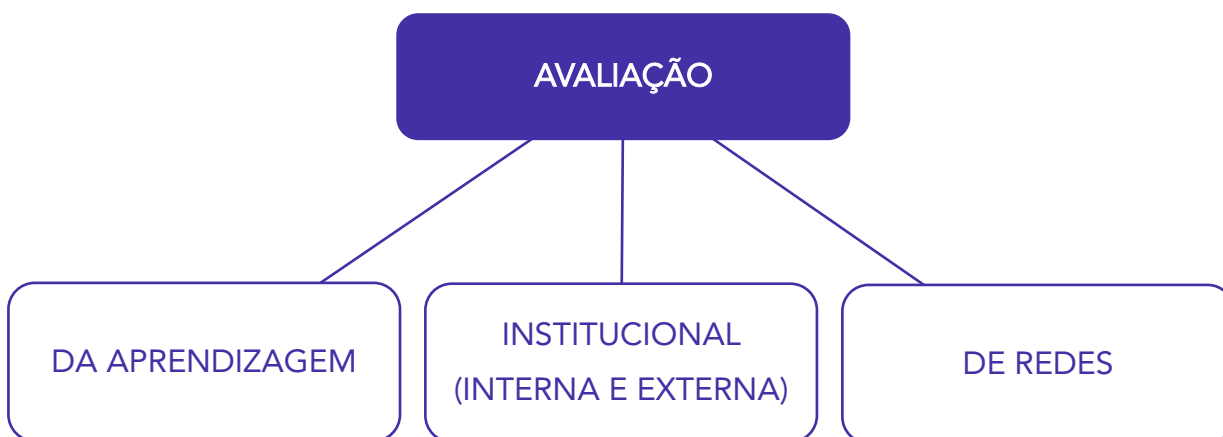 AVALIAÇÃO
DA APRENDIZAGEM
INSTITUCIONAL
(INTERNA E EXTERNA)
DE REDES